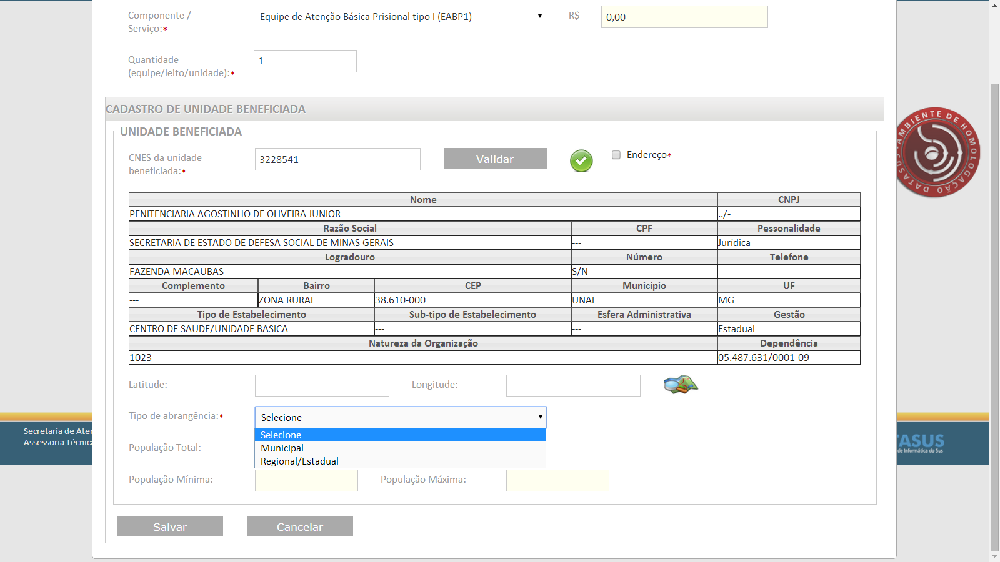 Componente /
Serviço:*
Equipe de Atenção Básica Prisional tipo I (EABP1)
R$
0,00
Quantidade
(equipe/leito/unidade):*
1
CADASTRO DE UNIDADE BENEFICIADA
UNIDADE BENEFICIADA
CNES da unidade
beneficiada:*
3228541
Validar
Endereço*
AMBIENTE DE HOMOLOGAÇÃO DATASUS
Nome CNPJ
PENITENCIARIA AGOSTINHO DE OLIVEIRA JUNIOR ../-
Razão Social CPF Pessonalidade
SECRETARIA DE ESTADO DE DEFESA SOCIAL DE MINAS GERAIS --- Jurídica
Logradouro Número Telefone
FAZENDA MACAUBAS S/N ---
Complemento Bairro CEP Município UF
--- ZONA RURAL 38.610-000 UNAI MG
Tipo de Estabelecimento Sub-tipo de Estabelecimento Esfera Administrativa Gestão
CENTRO DE SAUDE/UNIDADE BASICA --- --- Estadual
Natureza da Organização Dependência
1023 05.487.631/0001-09
Latitude: Longitude:
Tipo de abrangência:* Selecione
Selecione
Municipal
Regional/Estadual
População Total:
População Mínima: População Máxima:
Salvar Cancelar
Secretaria de Aten
Assessoria Técnica
TASUS
de Informática do Sus